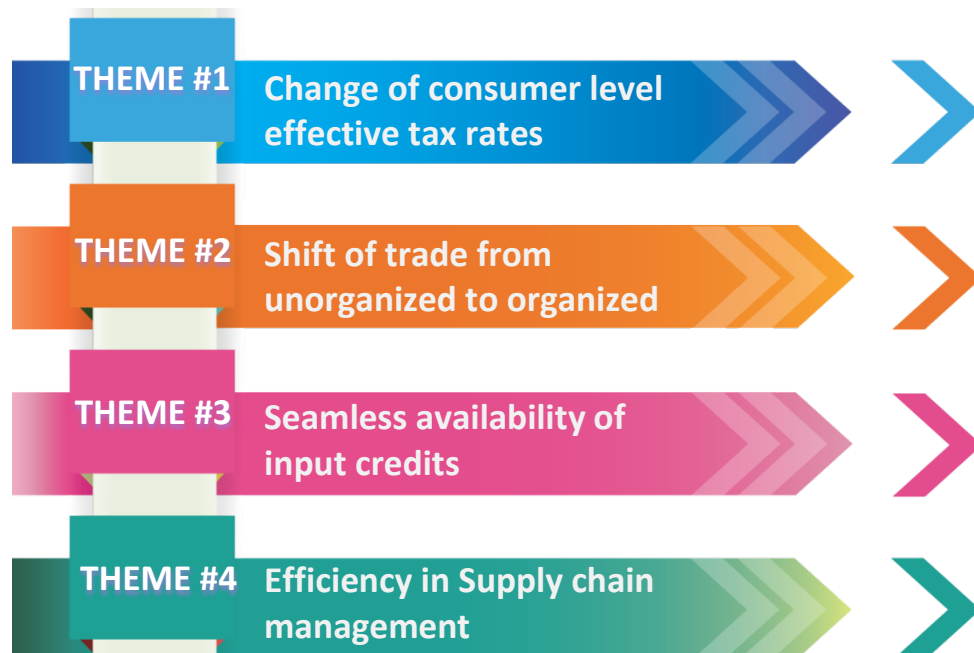 THEME #1
Change of consumer level
effective tax rates
THEME #2
Shift of trade from
unorganized to organized
THEME #3
Seamless availability of
input credits
THEME #4
Efficiency in Supply chain
management